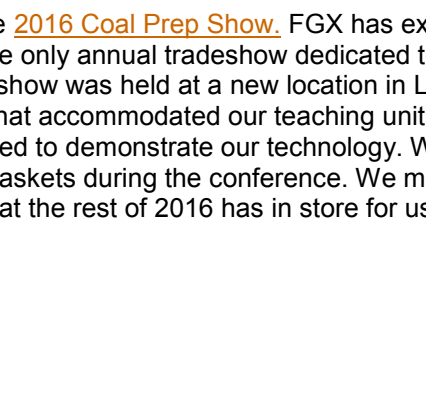 e 2016 Coal Prep Show. FGX has ex
e only annual tradeshow dedicated t
show was held at a new location in L
hat accommodated our teaching unit
ed to demonstrate our technology. W
askets during the conference. We m
at the rest of 2016 has in store for us